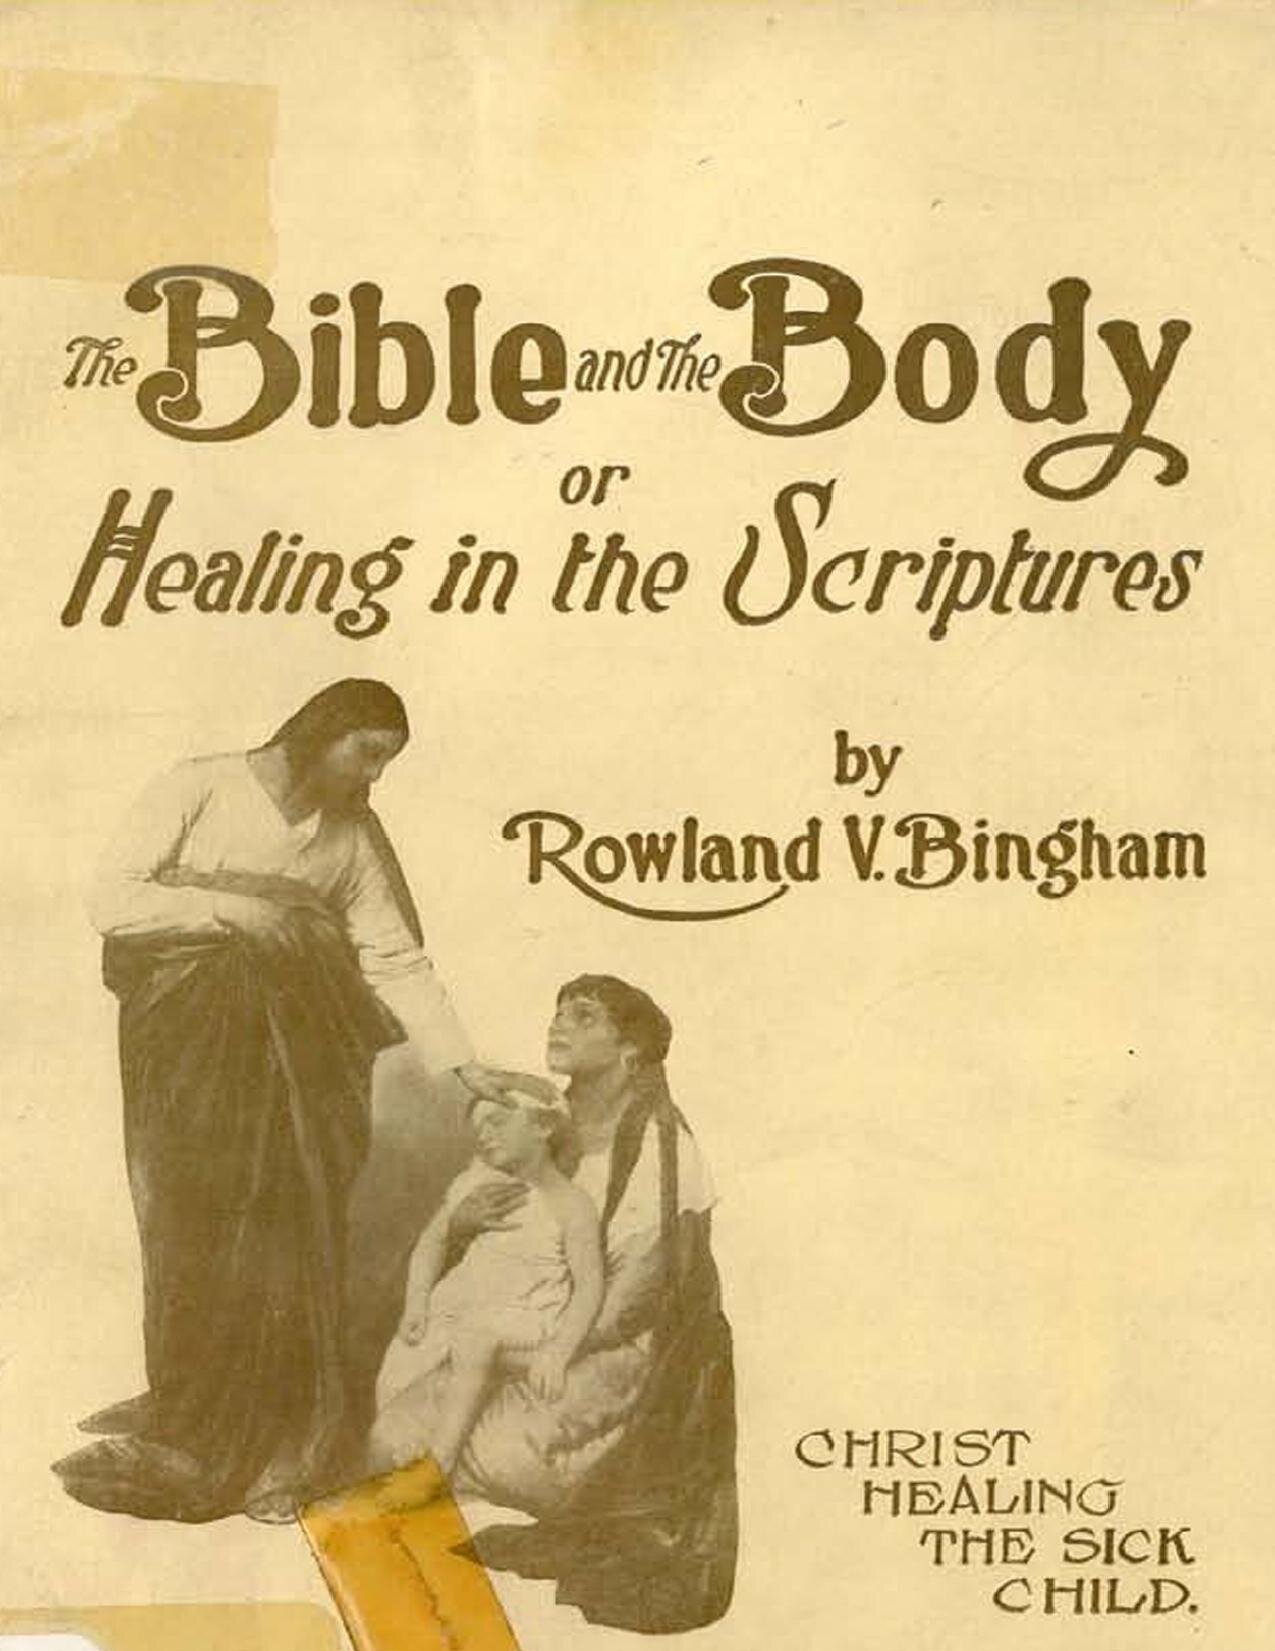 The Bible and The Body
or
Healing in the Scriptures
by
Rowland V. Bingham
CHRIST
HEALING
THE SICK
CHILD.